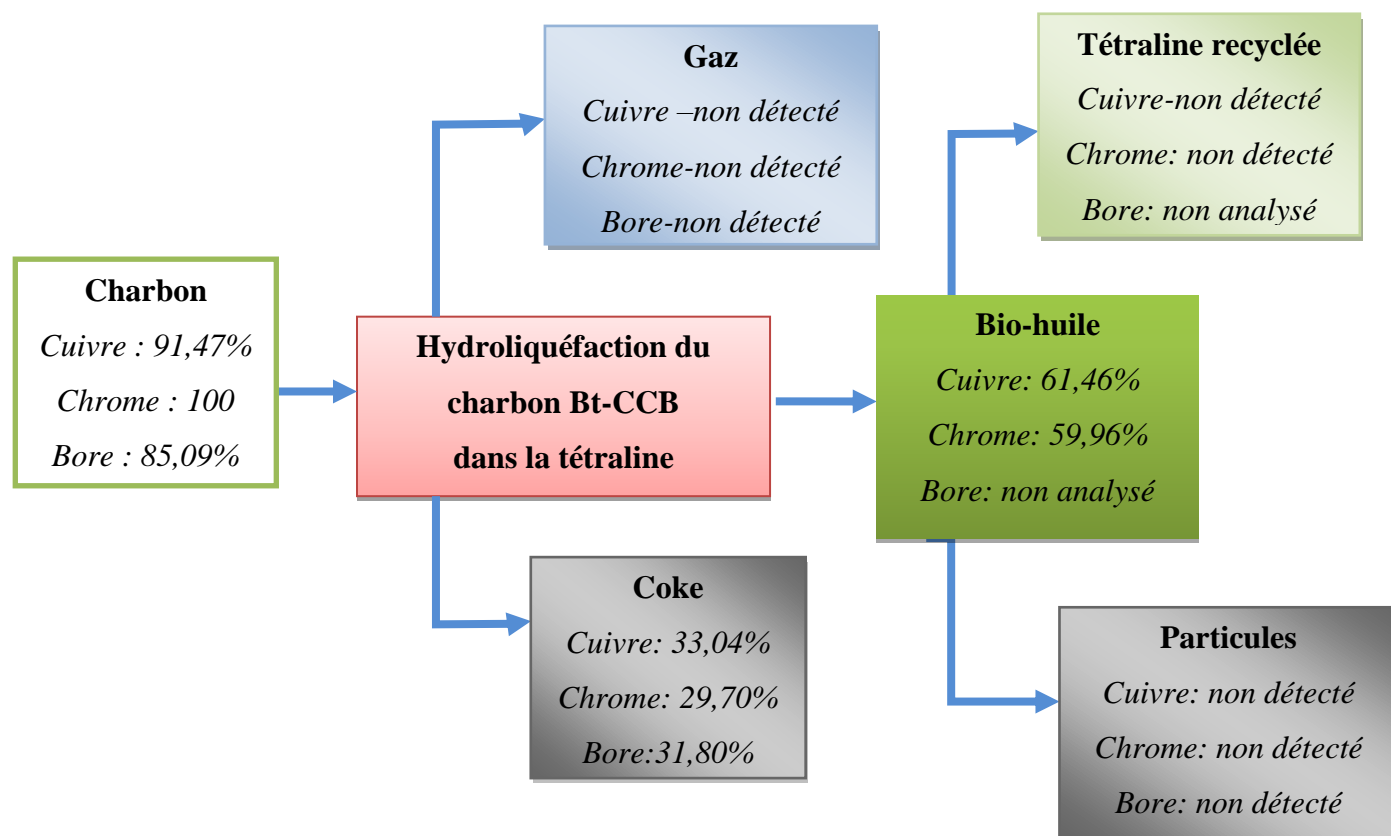 Gaz
Cuivre –non détecté
Chrome-non détecté
Bore-non détecté
Tétraline recyclée
Cuivre-non détecté
Chrome: non détecté
Bore: non analysé
Charbon
Cuivre : 91,47%
Chrome : 100
Bore : 85,09%
Hydroliquéfaction du
charbon Bt-CCB
dans la tétraline
Bio-huile
Cuivre: 61,46%
Chrome: 59,96%
Bore: non analysé
Coke
Cuivre: 33,04%
Chrome: 29,70%
Bore:31,80%
Particules
Cuivre: non détecté
Chrome: non détecté
Bore: non détecté